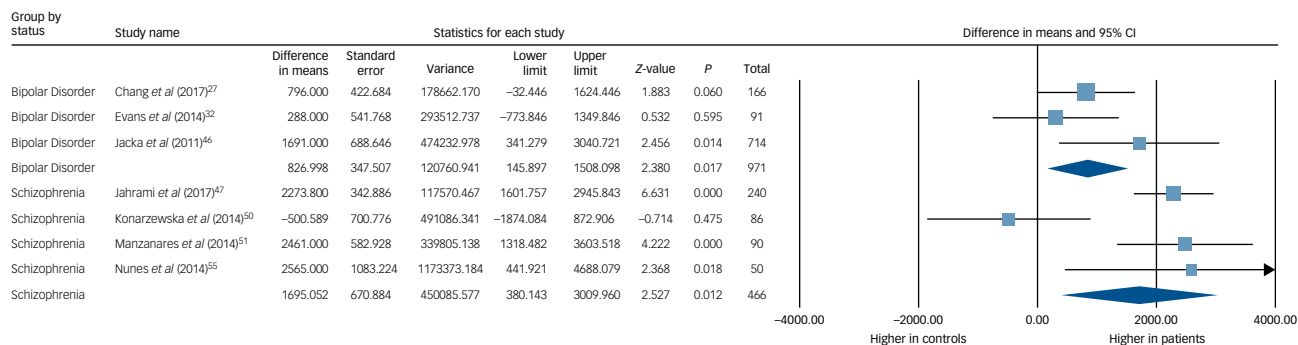 Group by status Study name Statistics for each study Difference in means and 95% CI
Difference in means Standard error Variance Lower limit Upper limit Z-value P Total
Bipolar Disorder Chang et al (2017)27 796.000 422.684 178662.170 −32.446 1624.446 1.883 0.060 166
Bipolar Disorder Evans et al (2014)32 288.000 541.768 293512.737 −773.846 1349.846 0.532 0.595 91
Bipolar Disorder Jacka et al (2011)46 1691.000 688.646 474232.978 341.279 3040.721 2.456 0.014 714
Bipolar Disorder 826.998 347.507 120760.941 145.897 1508.098 2.380 0.017 971
Schizophrenia Jahrami et al (2017)47 2273.800 342.886 117570.467 1601.757 2945.843 6.631 0.000 240
Schizophrenia Konarzewska et al (2014)50 −500.589 700.776 491086.341 −1874.084 872.906 −0.714 0.475 86
Schizophrenia Manzanares et al (2014)51 2461.000 582.928 339805.138 1318.482 3603.518 4.222 0.000 90
Schizophrenia Nunes et al (2014)55 2565.000 1083.224 1173373.184 441.921 4688.079 2.368 0.018 50
Schizophrenia 1695.052 670.884 450085.577 380.143 3009.960 2.527 0.012 466
−4000.00 −2000.00 0.00 2000.00 4000.00
Higher in controls Higher in patients